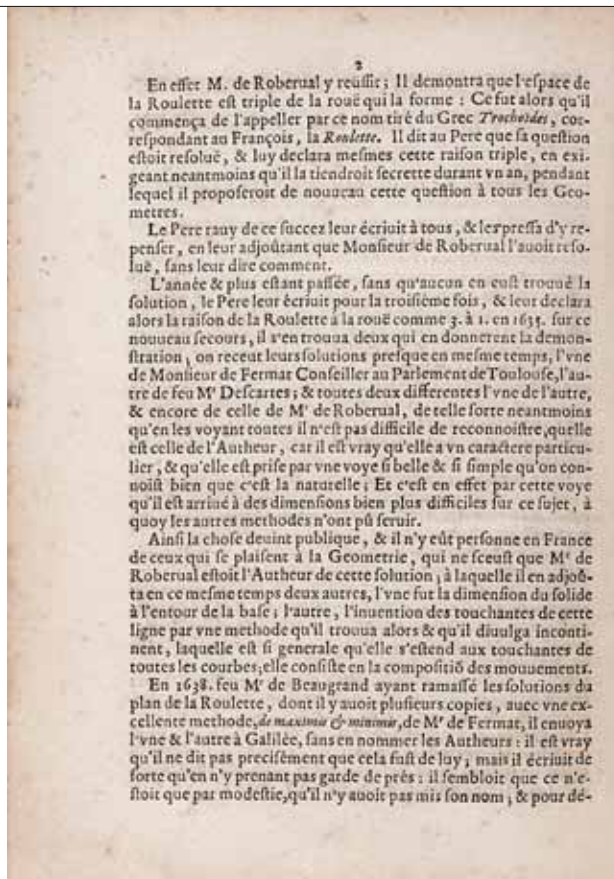 2
En effet M. de Roberual y reüssit ; Il demontra que l'espace de
la Roulette est triple de la rouë qui la forme : Ce fut alors qu'il
commença de l'appeller par ce nom tiré du Grec Trochoïdes, cor-
respondant au François, la Roulette. Il dit au Pere que sa question
estoit resoluë, & luy declara mesmes cette raison triple, en exi-
geant neantmoins qu'il la tiendroit secrette durant vn an, pendant
lequel il proposeroit de nouueau cette question à tous les Geo-
metres.
Le Pere rauy de ce succez leur écriuit à tous, & les pressa d'y re-
penser, en leur adjoûtant que Monsieur de Roberual l'auoit reso-
luë, sans leur dire comment.
L'année & plus estant passée, sans qu'aucun en eust trouué la
solution, le Pere leur écriuit pour la troisiéme fois, & leur declara
alors la raison de la Roulette à la rouë comme 3. à 1. en 1635. sur ce
nouueau secours, il s'en trouua deux qui en donnerent la demon-
stration, on receut leurs solutions presque en mesme temps, l'vne
de Monsieur de Fermat Conseiller au Parlement de Toulouse, l'au-
tre de feu Mr Descartes ; & toutes deux differentes l'vne de l'autre,
& encore de celle de Mr de Roberual, de telle sorte neantmoins
qu'en les voyant toutes il n'est pas difficile de reconnoistre, quelle
est celle de l'Autheur, car il est vray qu'elle a vn caractere particu-
lier, & qu'elle est prise par vne voye si belle & si simple qu'on con-
noist bien que c'est la naturelle ; Et c'est en effet par cette voye
qu'il est arriué à des dimensions bien plus difficiles sur ce sujet, à
quoy les autres methodes n'ont pû seruir.
Ainsi la chose deuint publique, & il n'y eût personne en France
de ceux qui se plaisent à la Geometrie, qui ne sceust que Mr de
Roberual estoit l'Autheur de cette solution ; à laquelle il en adjoû-
ta en ce mesme temps deux autres, l'vne fut la dimension du solide
à l'entour de la base ; l'autre, l'inuention des touchantes de cette
ligne par vne methode qu'il trouua alors & qu'il diuulga inconti-
nent, laquelle est si generale qu'elle s'estend aux touchantes de
toutes les courbes; elle consiste en la compositiõ des mouuements.
En 1638. feu Mr de Beaugrand ayant ramassé les solutions du
plan de la Roulette, dont il y auoit plusieurs copies, auec vne ex-
cellente methode, de maximis & minimis, de Mr de Fermat, il enuoya
l'vne & l'autre à Galilée, sans en nommer les Autheurs : il est vray
qu'il ne dit pas precisément que cela fust de luy ; mais il écriuit de
sorte qu'en n'y prenant pas garde de prés : il sembloit que ce n'e-
stoit que par modestie, qu'il n'y auoit pas mis son nom ; & pour dé-